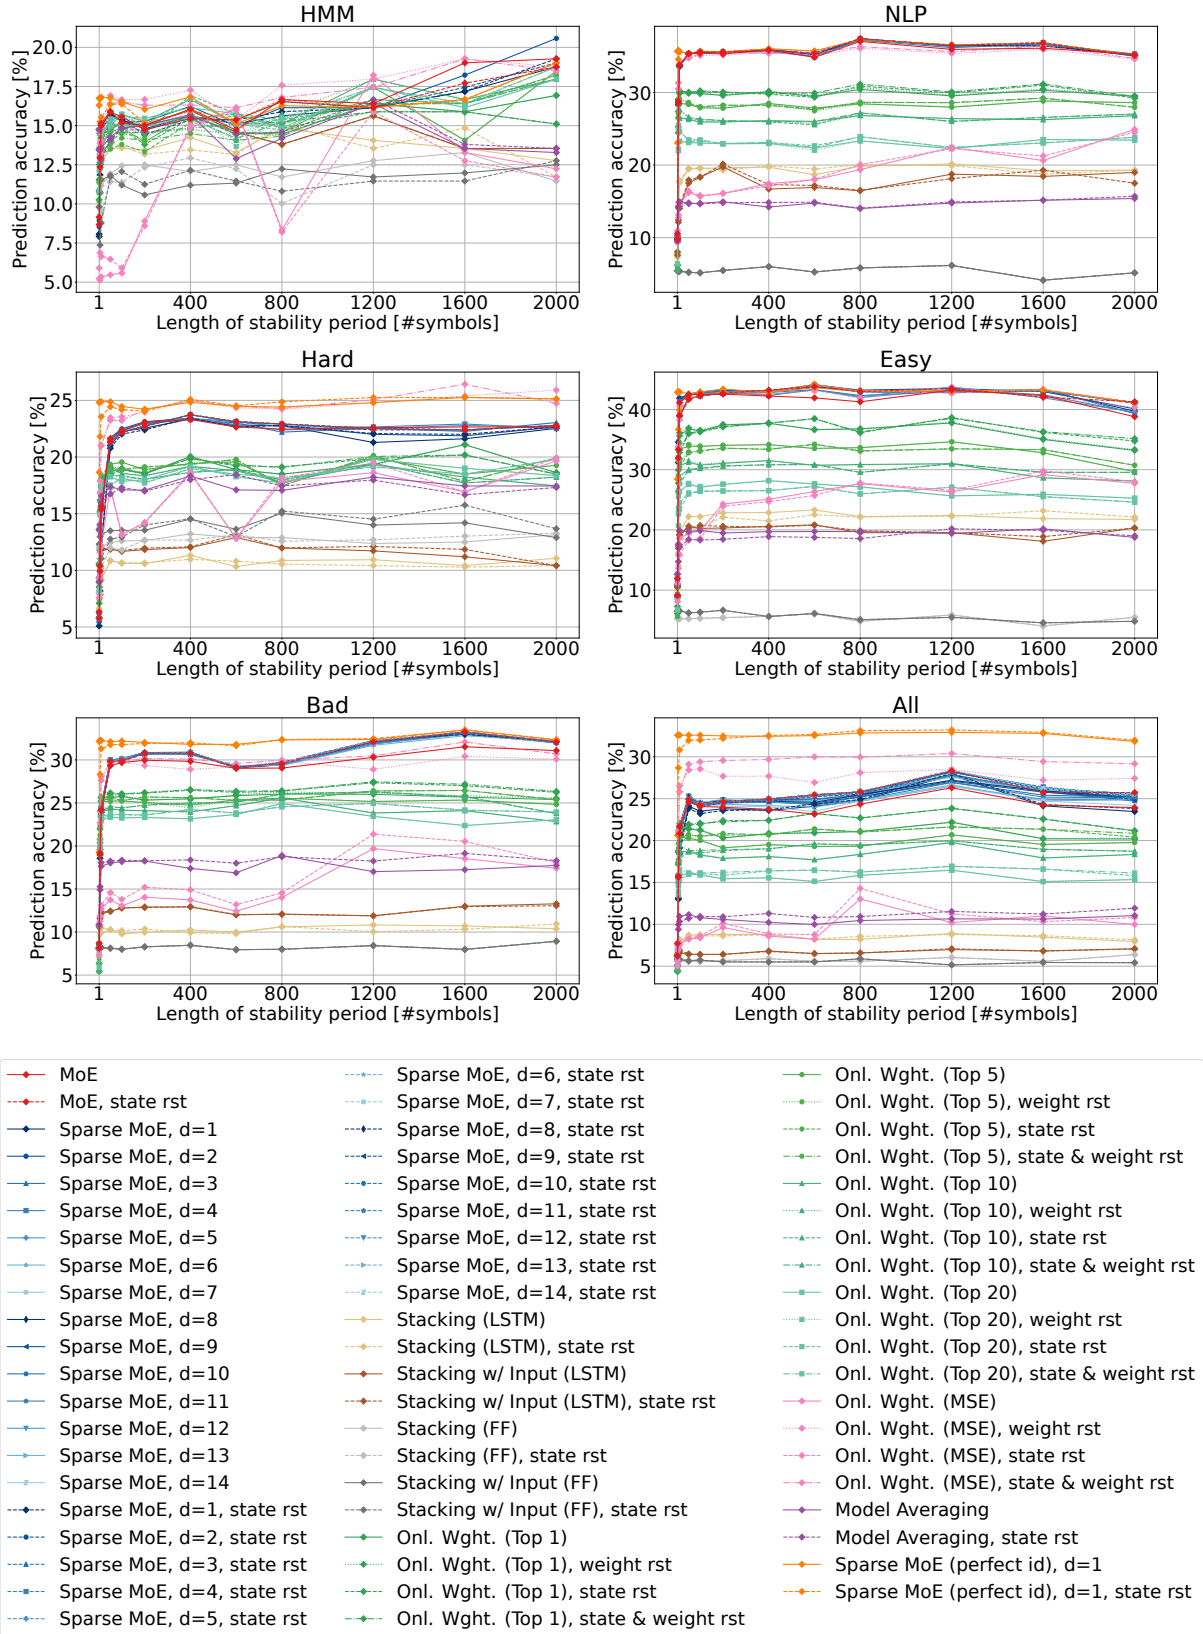 HMM
Prediction accuracy [%]
20.0
17.5
15.0
12.5
10.0
7.5
5.0
1 400 800 1200 1600 2000
Length of stability period [#symbols]
NLP
Prediction accuracy [%]
30
20
10
1 400 800 1200 1600 2000
Length of stability period [#symbols]
Hard
Prediction accuracy [%]
25
20
15
10
5
1 400 800 1200 1600 2000
Length of stability period [#symbols]
Easy
Prediction accuracy [%]
40
30
20
10
1 400 800 1200 1600 2000
Length of stability period [#symbols]
Bad
Prediction accuracy [%]
30
25
20
15
10
5
1 400 800 1200 1600 2000
Length of stability period [#symbols]
All
Prediction accuracy [%]
30
25
20
15
10
5
1 400 800 1200 1600 2000
Length of stability period [#symbols]
MoE
MoE, state rst
Sparse MoE, d=1
Sparse MoE, d=2
Sparse MoE, d=3
Sparse MoE, d=4
Sparse MoE, d=5
Sparse MoE, d=6
Sparse MoE, d=7
Sparse MoE, d=8
Sparse MoE, d=9
Sparse MoE, d=10
Sparse MoE, d=11
Sparse MoE, d=12
Sparse MoE, d=13
Sparse MoE, d=14
Sparse MoE, d=1, state rst
Sparse MoE, d=2, state rst
Sparse MoE, d=3, state rst
Sparse MoE, d=4, state rst
Sparse MoE, d=5, state rst
Sparse MoE, d=6, state rst
Sparse MoE, d=7, state rst
Sparse MoE, d=8, state rst
Sparse MoE, d=9, state rst
Sparse MoE, d=10, state rst
Sparse MoE, d=11, state rst
Sparse MoE, d=12, state rst
Sparse MoE, d=13, state rst
Sparse MoE, d=14, state rst
Stacking (LSTM)
Stacking (LSTM), state rst
Stacking w/ Input (LSTM)
Stacking w/ Input (LSTM), state rst
Stacking (FF)
Stacking (FF), state rst
Stacking w/ Input (FF)
Stacking w/ Input (FF), state rst
Onl. Wght. (Top 1)
Onl. Wght. (Top 1), weight rst
Onl. Wght. (Top 1), state rst
Onl. Wght. (Top 1), state & weight rst
Onl. Wght. (Top 5)
Onl. Wght. (Top 5), weight rst
Onl. Wght. (Top 5), state rst
Onl. Wght. (Top 5), state & weight rst
Onl. Wght. (Top 10)
Onl. Wght. (Top 10), weight rst
Onl. Wght. (Top 10), state rst
Onl. Wght. (Top 10), state & weight rst
Onl. Wght. (Top 20)
Onl. Wght. (Top 20), weight rst
Onl. Wght. (Top 20), state rst
Onl. Wght. (Top 20), state & weight rst
Onl. Wght. (MSE)
Onl. Wght. (MSE), weight rst
Onl. Wght. (MSE), state rst
Onl. Wght. (MSE), state & weight rst
Model Averaging
Model Averaging, state rst
Sparse MoE (perfect id), d=1
Sparse MoE (perfect id), d=1, state rst